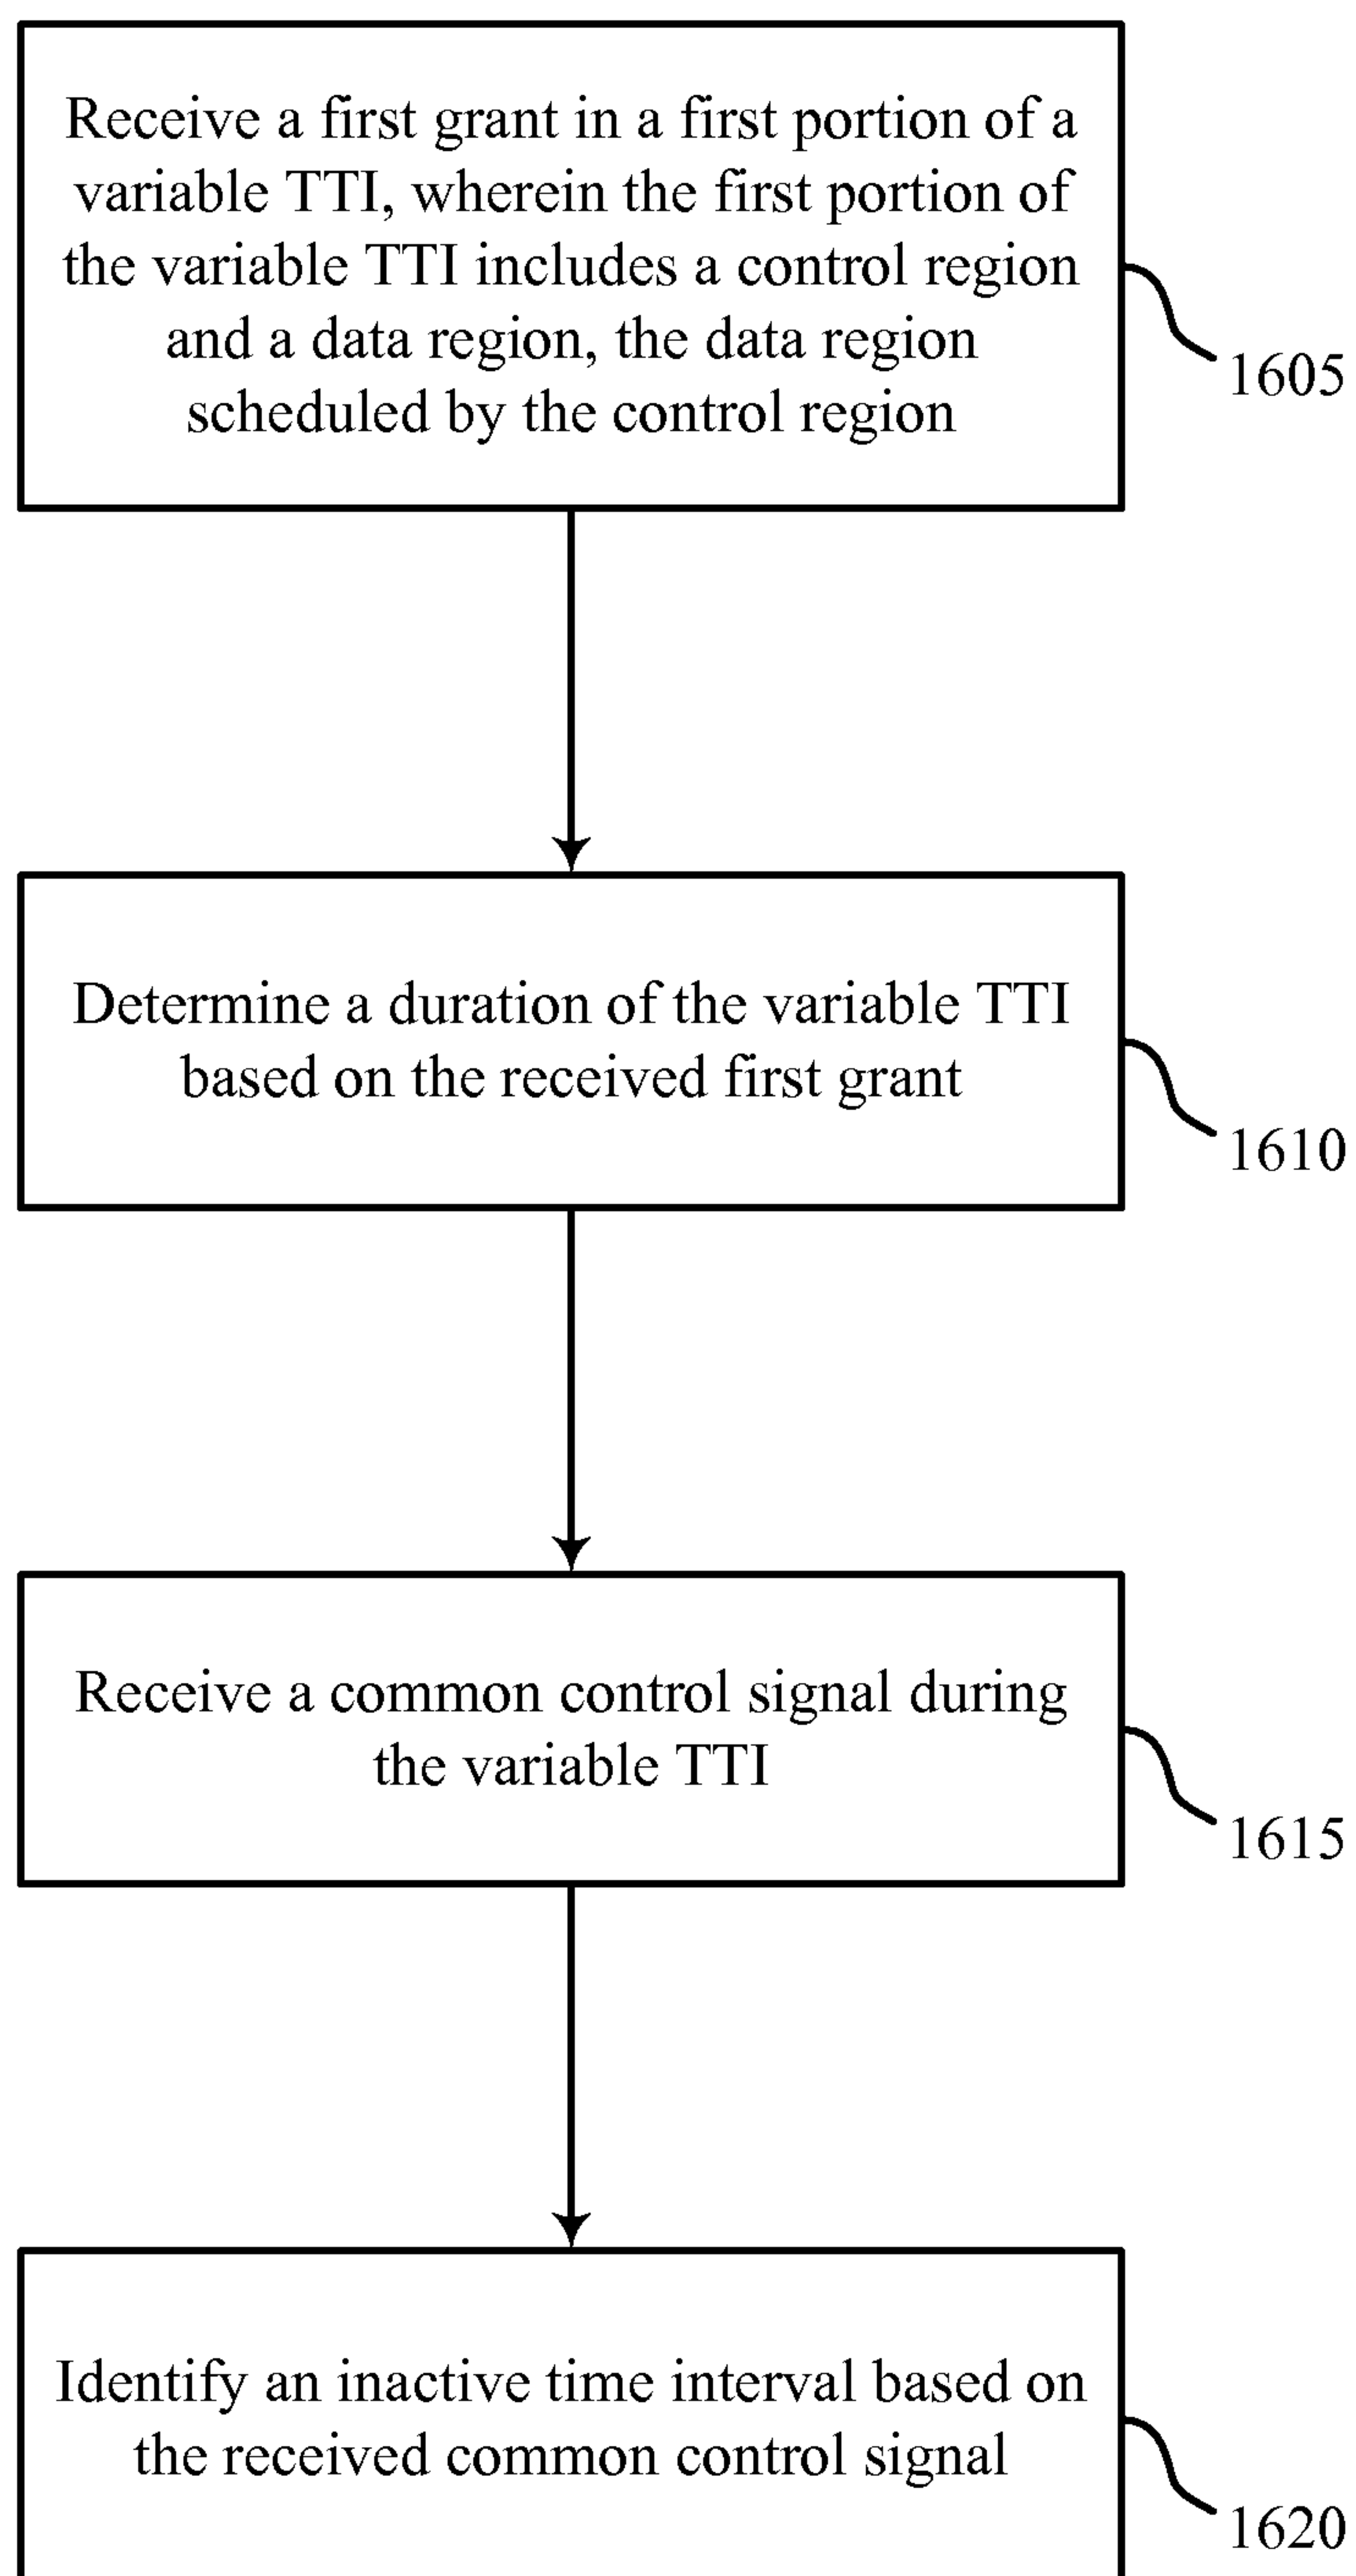 Receive a first grant in a first portion of a
variable TTI, wherein the first portion of
the variable TTI includes a control region
and a data region, the data region
scheduled by the control region
1605
Determine a duration of the variable TTI
based on the received first grant
1610
Receive a common control signal during
the variable TTI
1615
Identify an inactive time interval based on
the received common control signal
1620